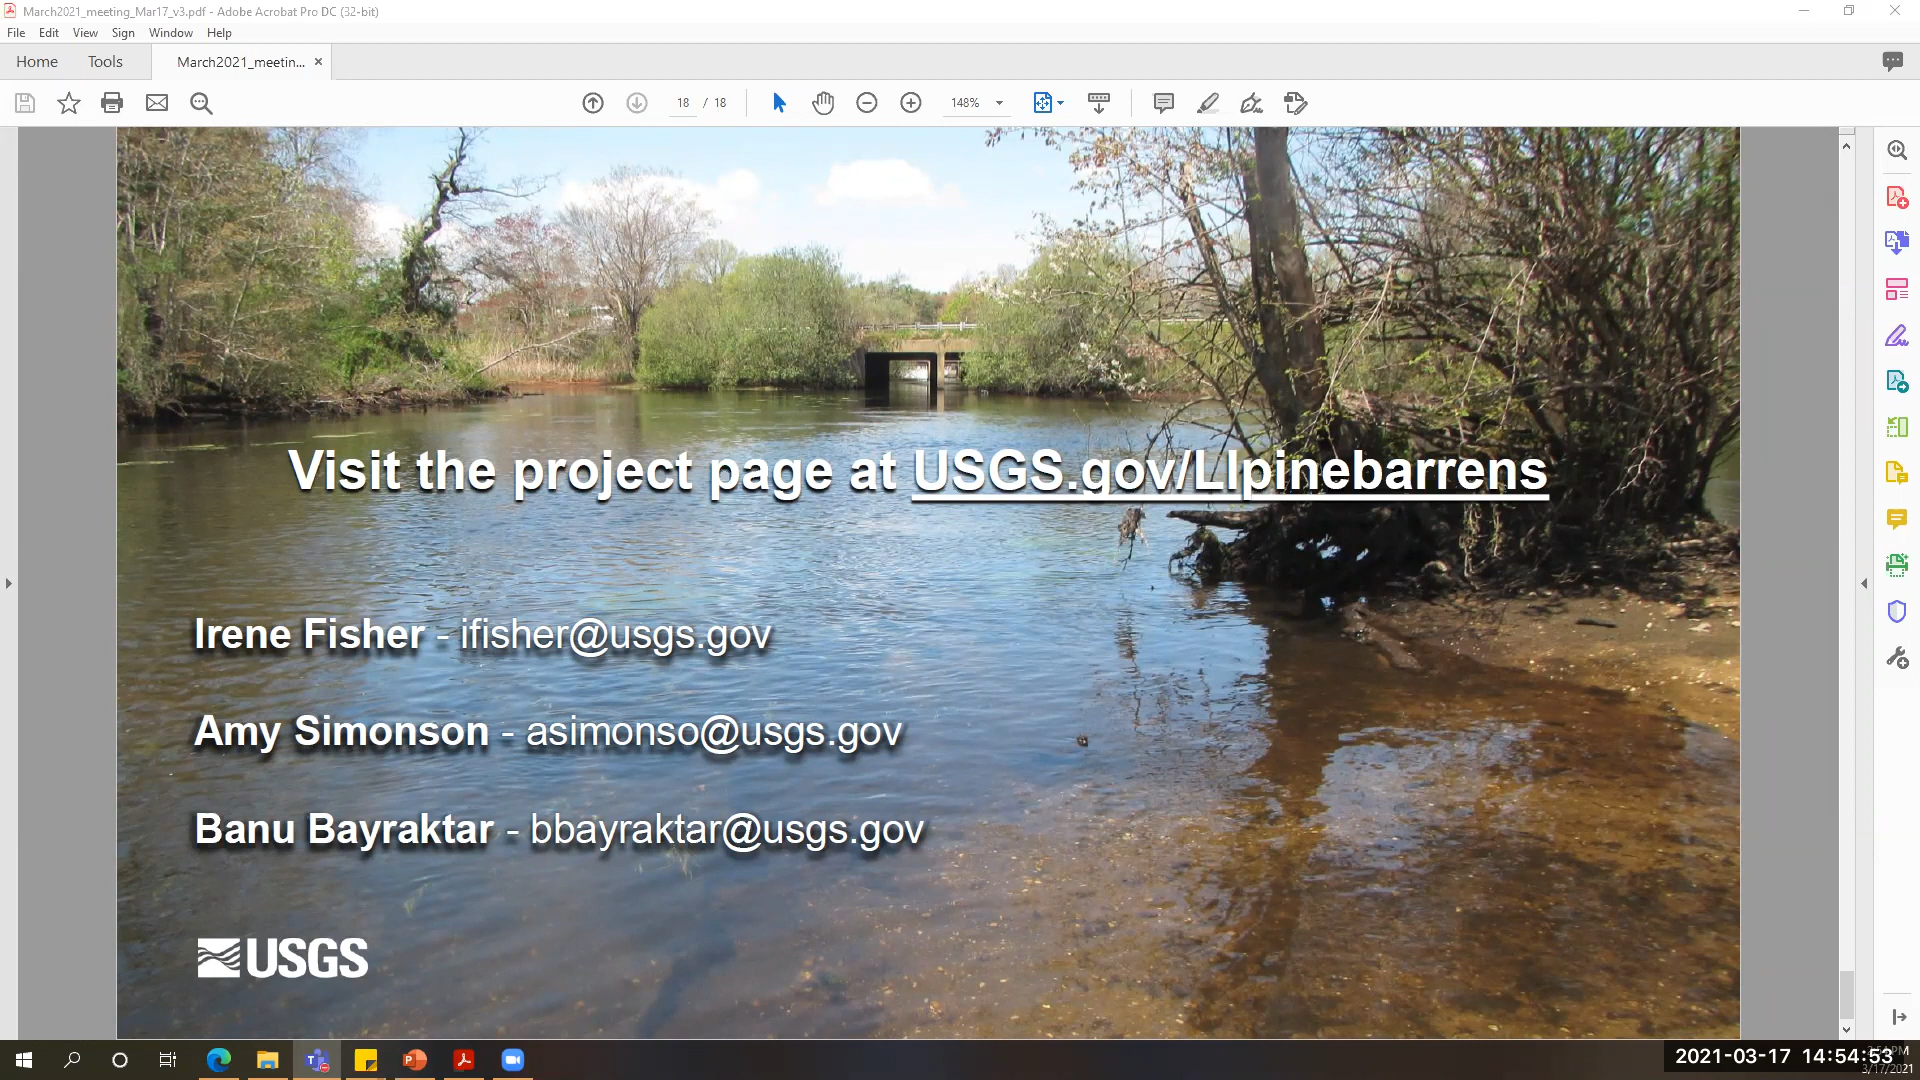 March2021_meeting_Mar17_v3.pdf - Adobe Acrobat Pro DC (32-bit)
File Edit View Sign Window Help
Home Tools March2021_meetin... ×
18 / 18 148%
Visit the project page at USGS.gov/LIpinebarrens
Irene Fisher - ifisher@usgs.gov
Amy Simonson - asimonso@usgs.gov
Banu Bayraktar - bbayraktar@usgs.gov
USGS
2021-03-17 14:54:53
3/17/2021